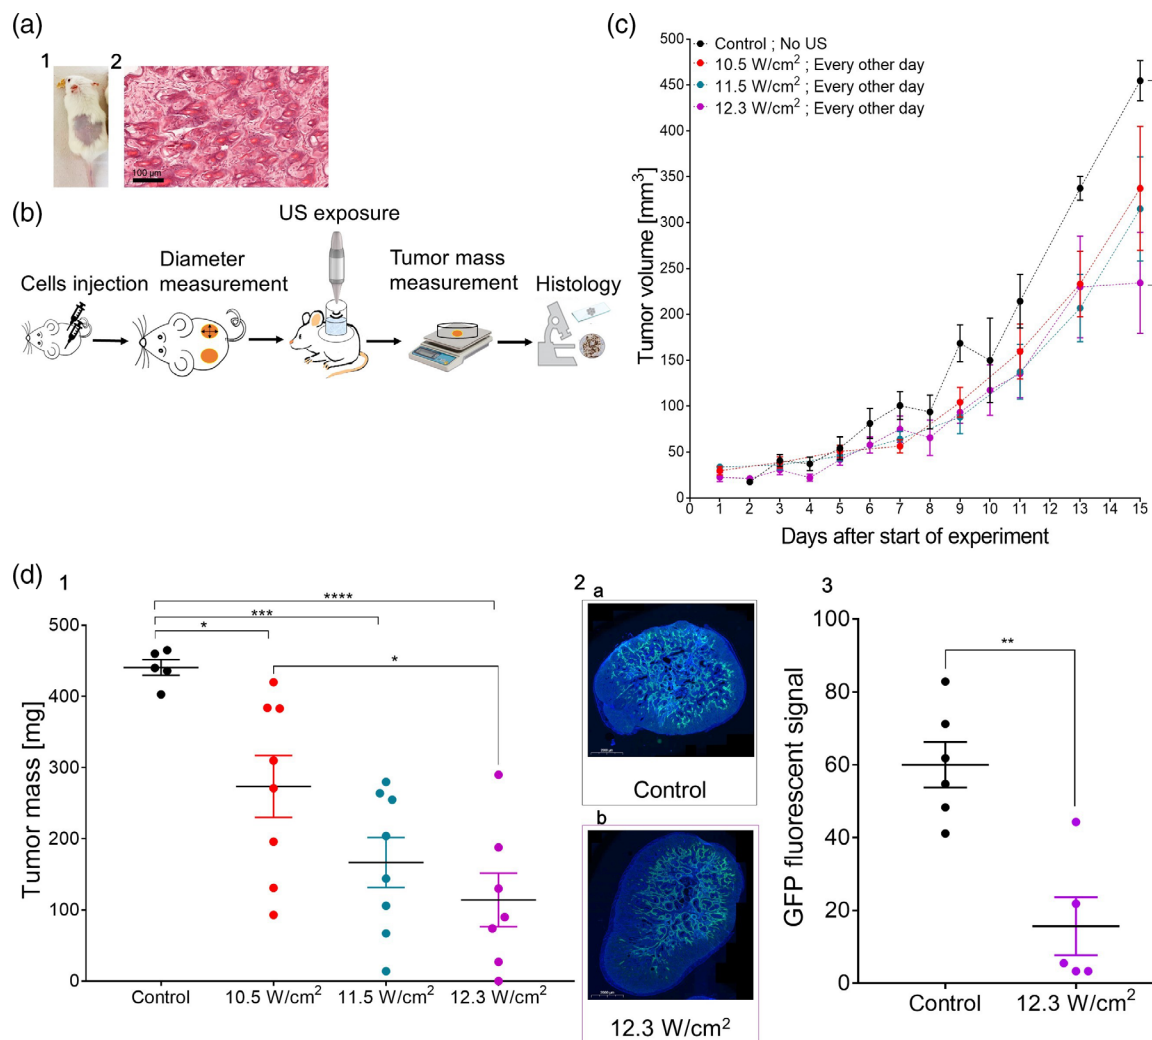 (a)
1
2
100 µm
(b)
Cells injection
Diameter
measurement
US exposure
Tumor mass
measurement
Histology
(c)
Control ; No US
10.5 W/cm² ; Every other day
11.5 W/cm² ; Every other day
12.3 W/cm² ; Every other day
Tumor volume [mm³]
500
450
400
350
300
250
200
150
100
50
0
0 1 2 3 4 5 6 7 8 9 10 11 12 13 14 15
Days after start of experiment
(d)
1
****
***
*
*
Tumor mass [mg]
500
400
300
200
100
0
Control 10.5 W/cm² 11.5 W/cm² 12.3 W/cm²
2
a
Control
b
12.3 W/cm²
3
**
GFP fluorescent signal
100
80
60
40
20
0
Control 12.3 W/cm²